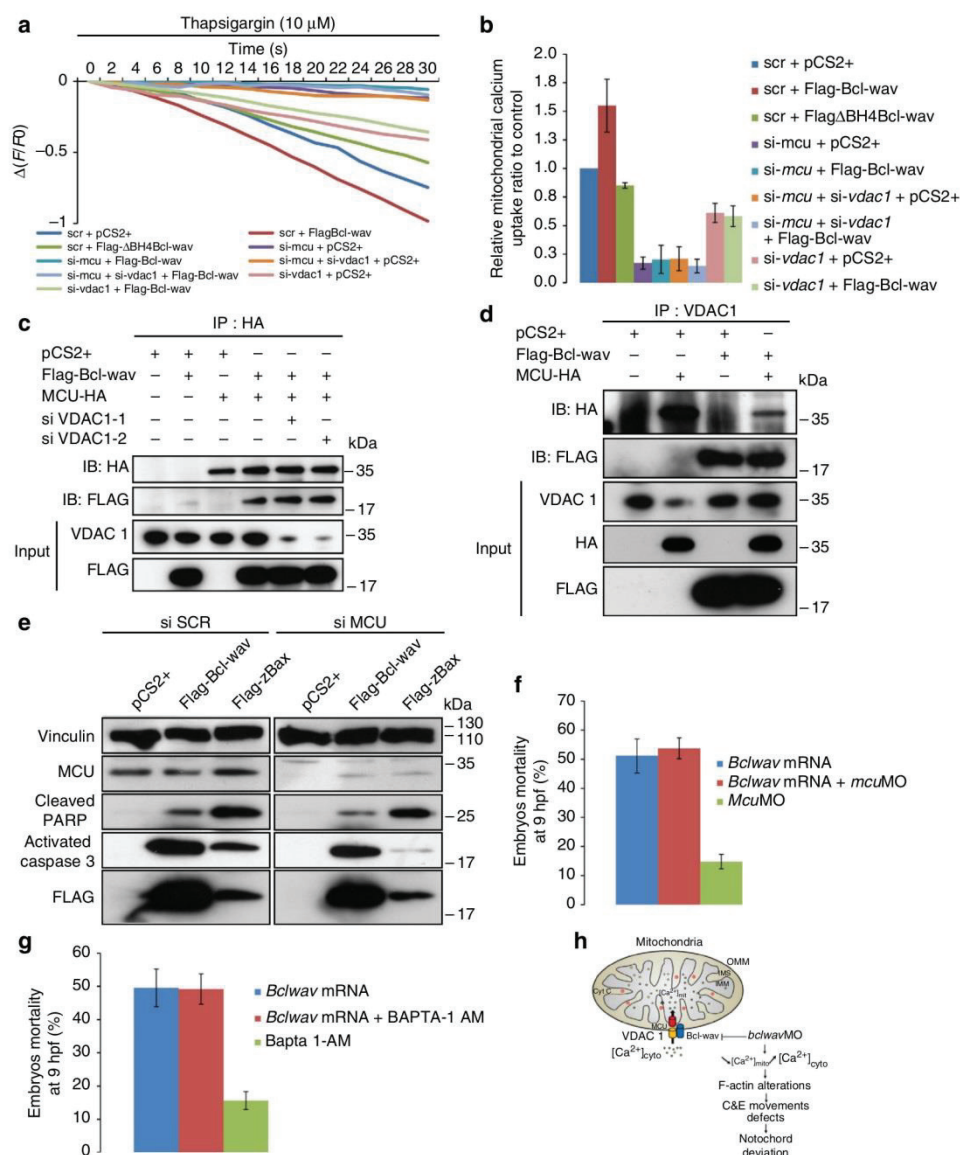 a
Thapsigargin (10 μM)
Time (s)
0 2 4 6 8 10 12 14 16 18 20 22 24 26 28 30
0
−0.5
−1
Δ(F/F0)
scr + pCS2+
scr + FlagBcl-wav
scr + Flag-ΔBH4Bcl-wav
si-mcu + pCS2+
si-mcu + Flag-Bcl-wav
si-mcu + si-vdac1 + pCS2+
si-mcu + si-vdac1 + Flag-Bcl-wav
si-vdac1 + pCS2+
si-vdac1 + Flag-Bcl-wav
b
Relative mitochondrial calcium
uptake ratio to control
2.0
1.8
1.5
1.3
1.0
0.8
0.5
0.3
0.0
scr + pCS2+
scr + Flag-Bcl-wav
scr + FlagΔBH4Bcl-wav
si-mcu + pCS2+
si-mcu + Flag-Bcl-wav
si-mcu + si-vdac1 + pCS2+
si-mcu + si-vdac1
+ Flag-Bcl-wav
si-vdac1 + pCS2+
si-vdac1 + Flag-Bcl-wav
c
IP : HA
pCS2+ + + + − − −
Flag-Bcl-wav − + − + + +
MCU-HA − − + + + +
si VDAC1-1 − − − − + −
si VDAC1-2 − − − − − +
kDa
IB: HA
35
IB: FLAG
17
Input
VDAC 1
35
FLAG
17
d
IP : VDAC1
pCS2+ + + + −
Flag-Bcl-wav − − + +
MCU-HA − + − +
kDa
IB: HA
35
IB: FLAG
17
Input
VDAC 1
35
HA
35
FLAG
17
e
si SCR
si MCU
pCS2+ Flag-Bcl-wav Flag-zBax pCS2+ Flag-Bcl-wav Flag-zBax
kDa
Vinculin
130
110
MCU
35
Cleaved
PARP
25
Activated
caspase 3
17
FLAG
17
f
Embryos mortality
at 9 hpf (%)
70
60
50
40
30
20
10
0
Bclwav mRNA
Bclwav mRNA + mcuMO
McuMO
g
Embryos mortality
at 9 hpf (%)
60
50
40
30
20
10
0
Bclwav mRNA
Bclwav mRNA + BAPTA-1 AM
Bapta 1-AM
h
Mitochondria
OMM
IMS
IMM
Cyt C
[Ca2+]mit
MCU
VDAC 1
Bcl-wav
bclwavMO
[Ca2+]cyto
[Ca2+]mito
[Ca2+]cyto
F-actin alterations
C&E movements
defects
Notochord
deviation